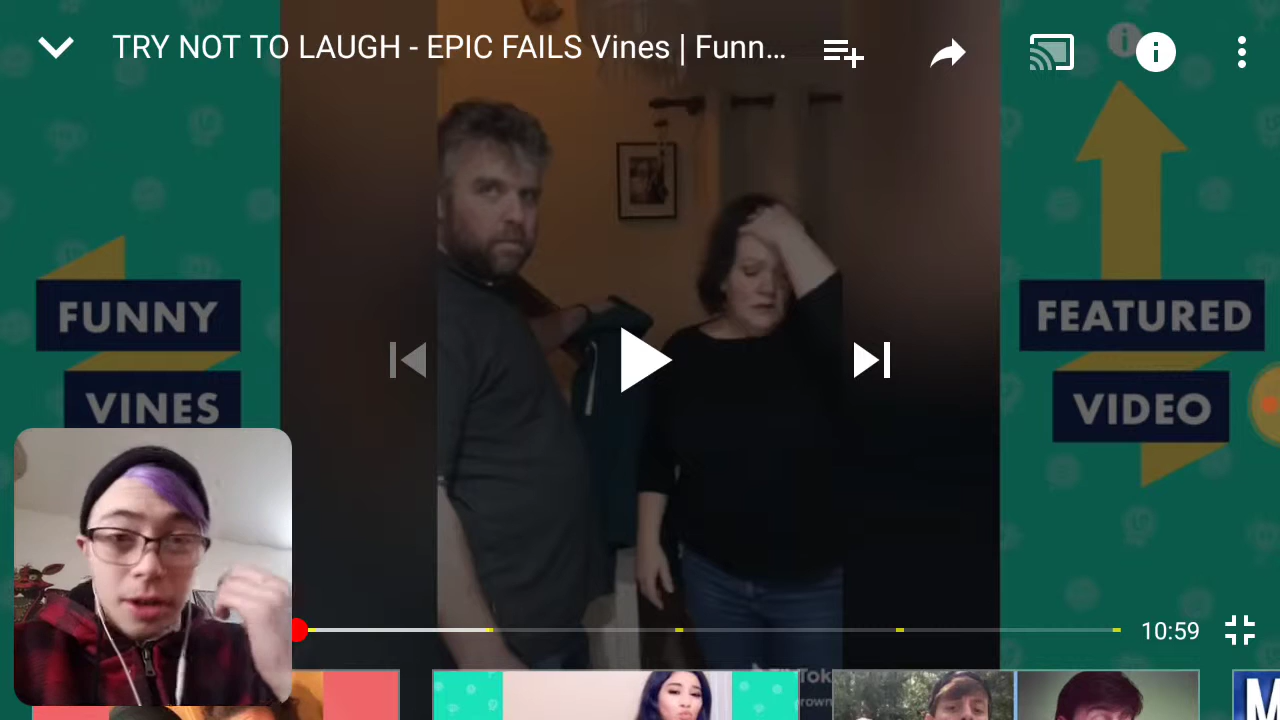 TRY NOT TO LAUGH - EPIC FAILS Vines | Funn...
FUNNY
VINES
FEATURED
VIDEO
10:59